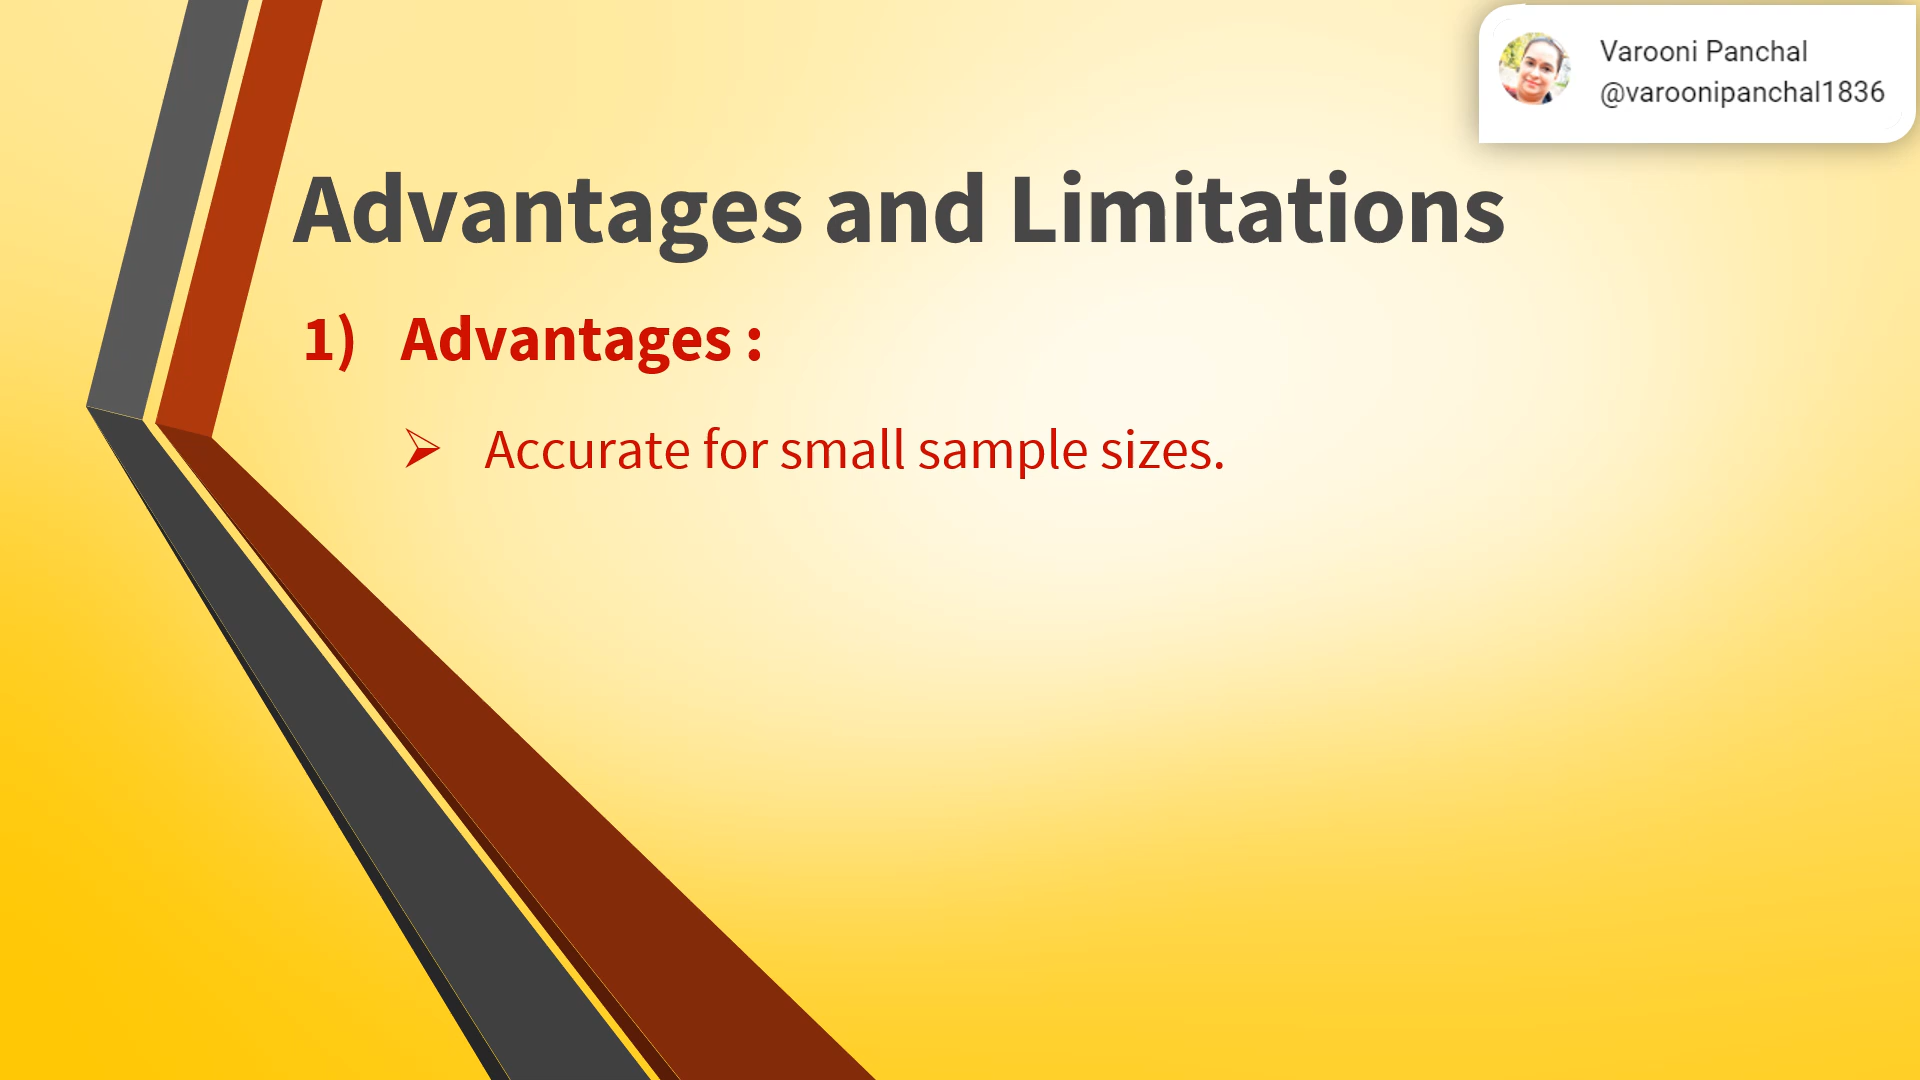 Varooni Panchal
@varoonipanchal1836
Advantages and Limitations
1) Advantages :
➢ Accurate for small sample sizes.